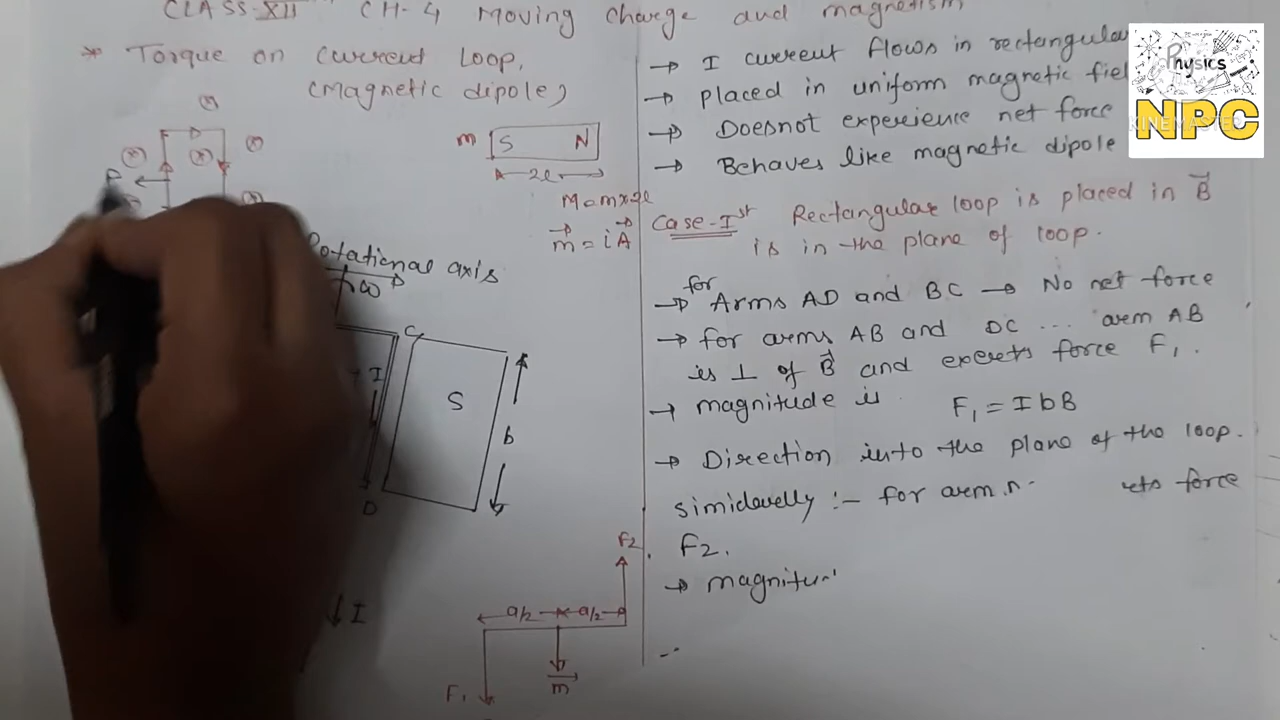 CLASS-XII CH-4 Moving Charge and magnetism
* Torque on current Loop,
(Magnetic dipole)
m S N
2l
M = m×2l
m = iA
Rotational axis
ω
C
I
S
b
D
I
F2
a/2 a/2
F1
m
→ I current flows in rectangular
→ placed in uniform magnetic fiel
→ Doesnot experience net force
→ Behaves like magnetic dipole
Case-Ist Rectangular loop is placed in B
is in the plane of loop.
for
→ Arms AD and BC → No net force
→ for arms AB and DC ... arm AB
is ⊥ of B and exerts force F1.
→ magnitude is F1 = IbB
→ Direction into the plane of the loop.
similarly :- for arm force
F2.
Physics
NPC
KINEMASTER